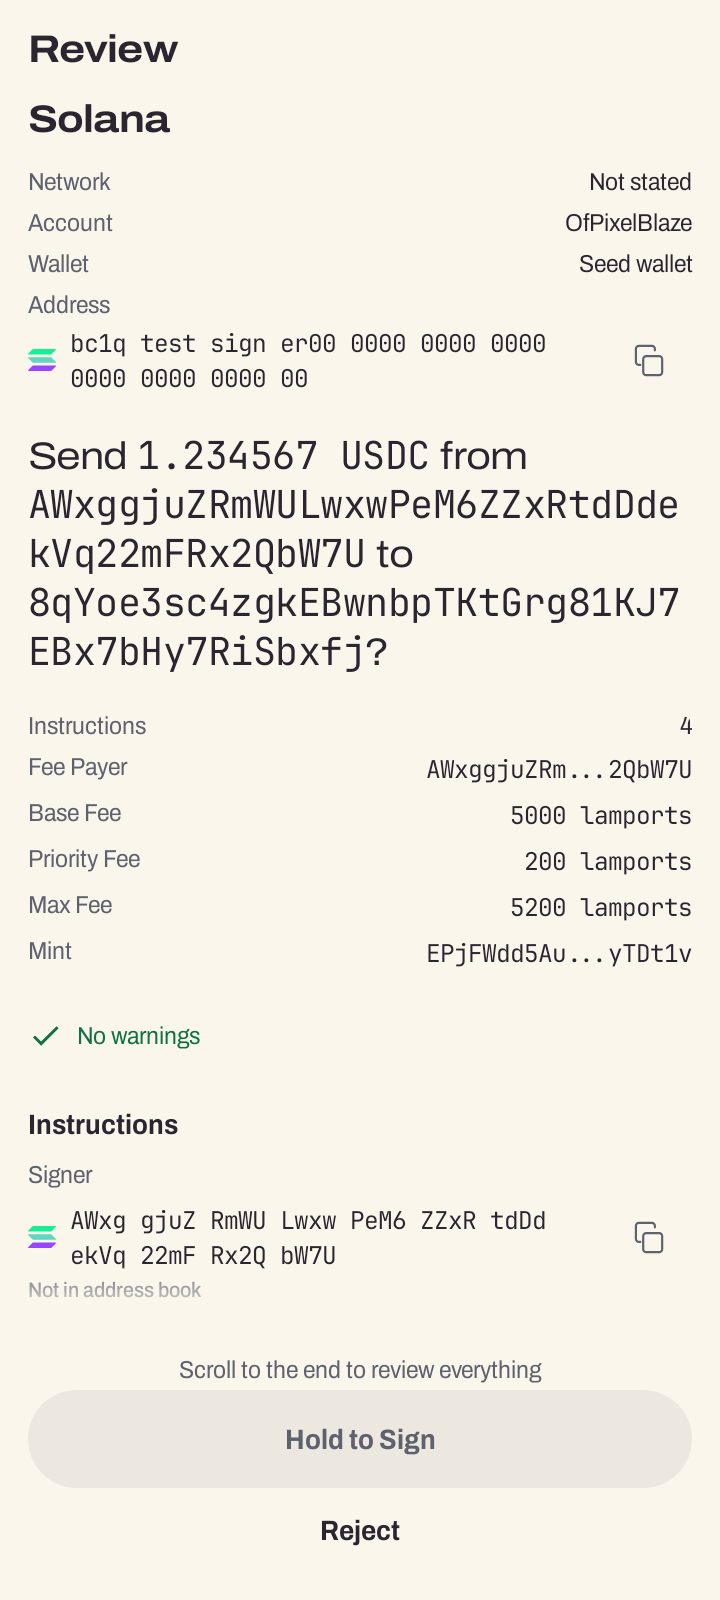 Review
Solana
Network Not stated
Account OfPixelBlaze
Wallet Seed wallet
Address
bc1q test sign er00 0000 0000 0000
0000 0000 0000 00
Send 1.234567 USDC from
AWxggjuZRmWULwxwPeM6ZZxRtdDde
kVq22mFRx2QbW7U to
8qYoe3sc4zgkEBwnbpTKtGrg81KJ7
EBx7bHy7RiSbxfj?
Instructions 4
Fee Payer AWxggjuZRm...2QbW7U
Base Fee 5000 lamports
Priority Fee 200 lamports
Max Fee 5200 lamports
Mint EPjFWdd5Au...yTDt1v
No warnings
Instructions
Signer
AWxg gjuZ RmWU Lwxw PeM6 ZZxR tdDd
ekVq 22mF Rx2Q bW7U
Not in address book
Scroll to the end to review everything
Hold to Sign
Reject